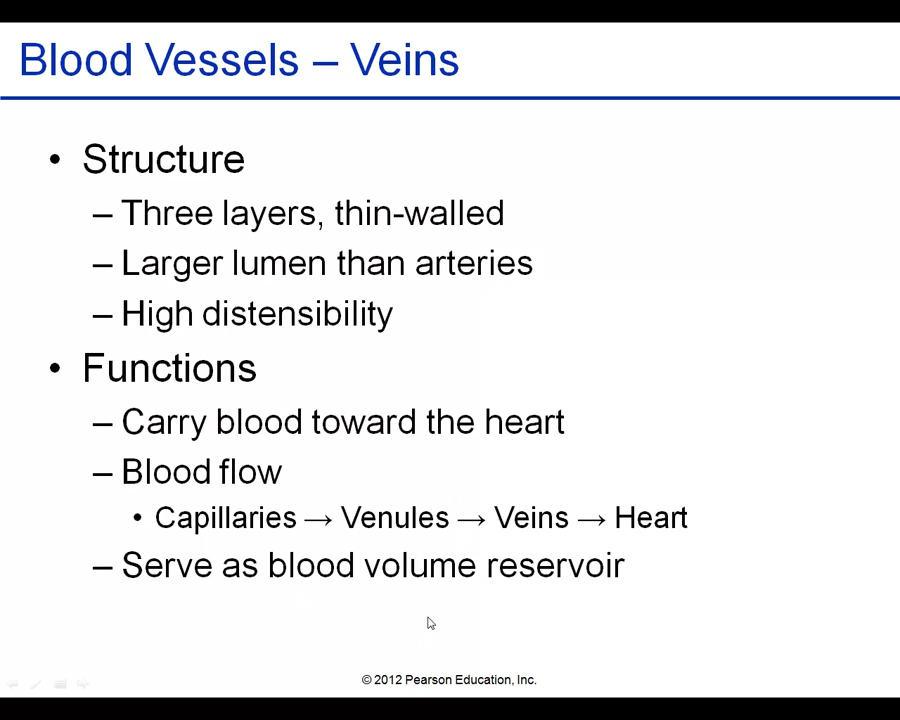 Blood Vessels – Veins
• Structure
– Three layers, thin-walled
– Larger lumen than arteries
– High distensibility
• Functions
– Carry blood toward the heart
– Blood flow
• Capillaries → Venules → Veins → Heart
– Serve as blood volume reservoir
© 2012 Pearson Education, Inc.